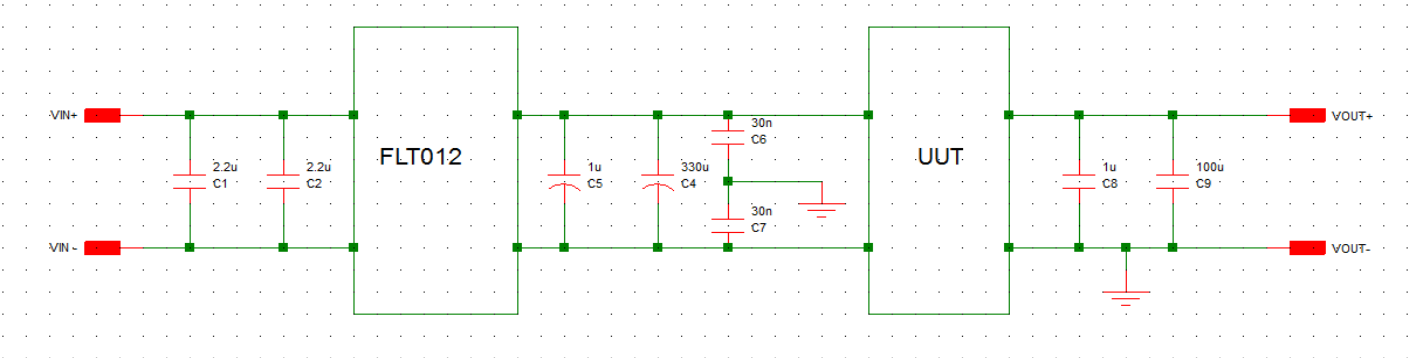 VIN+
2.2u
C1
2.2u
C2
FLT012
1u
C5
330u
C4
30n
C6
30n
C7
UUT
1u
C8
100u
C9
VOUT+
VIN -
VOUT-